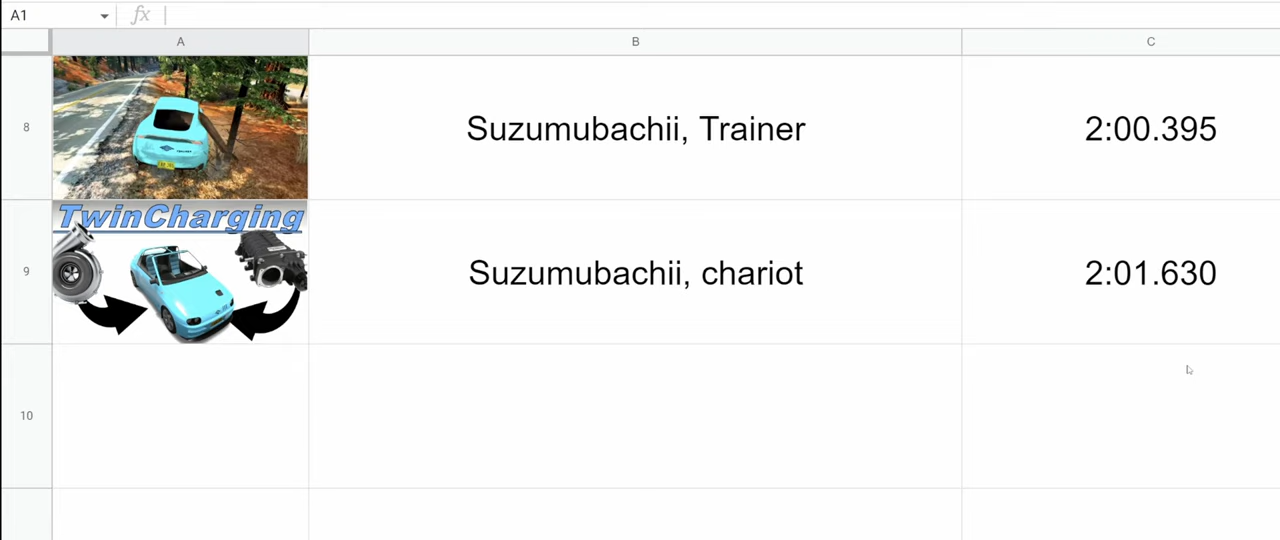 A1
fx
A
B
C
8
Suzumubachii, Trainer
2:00.395
9
TwinCharging
Suzumubachii, chariot
2:01.630
10